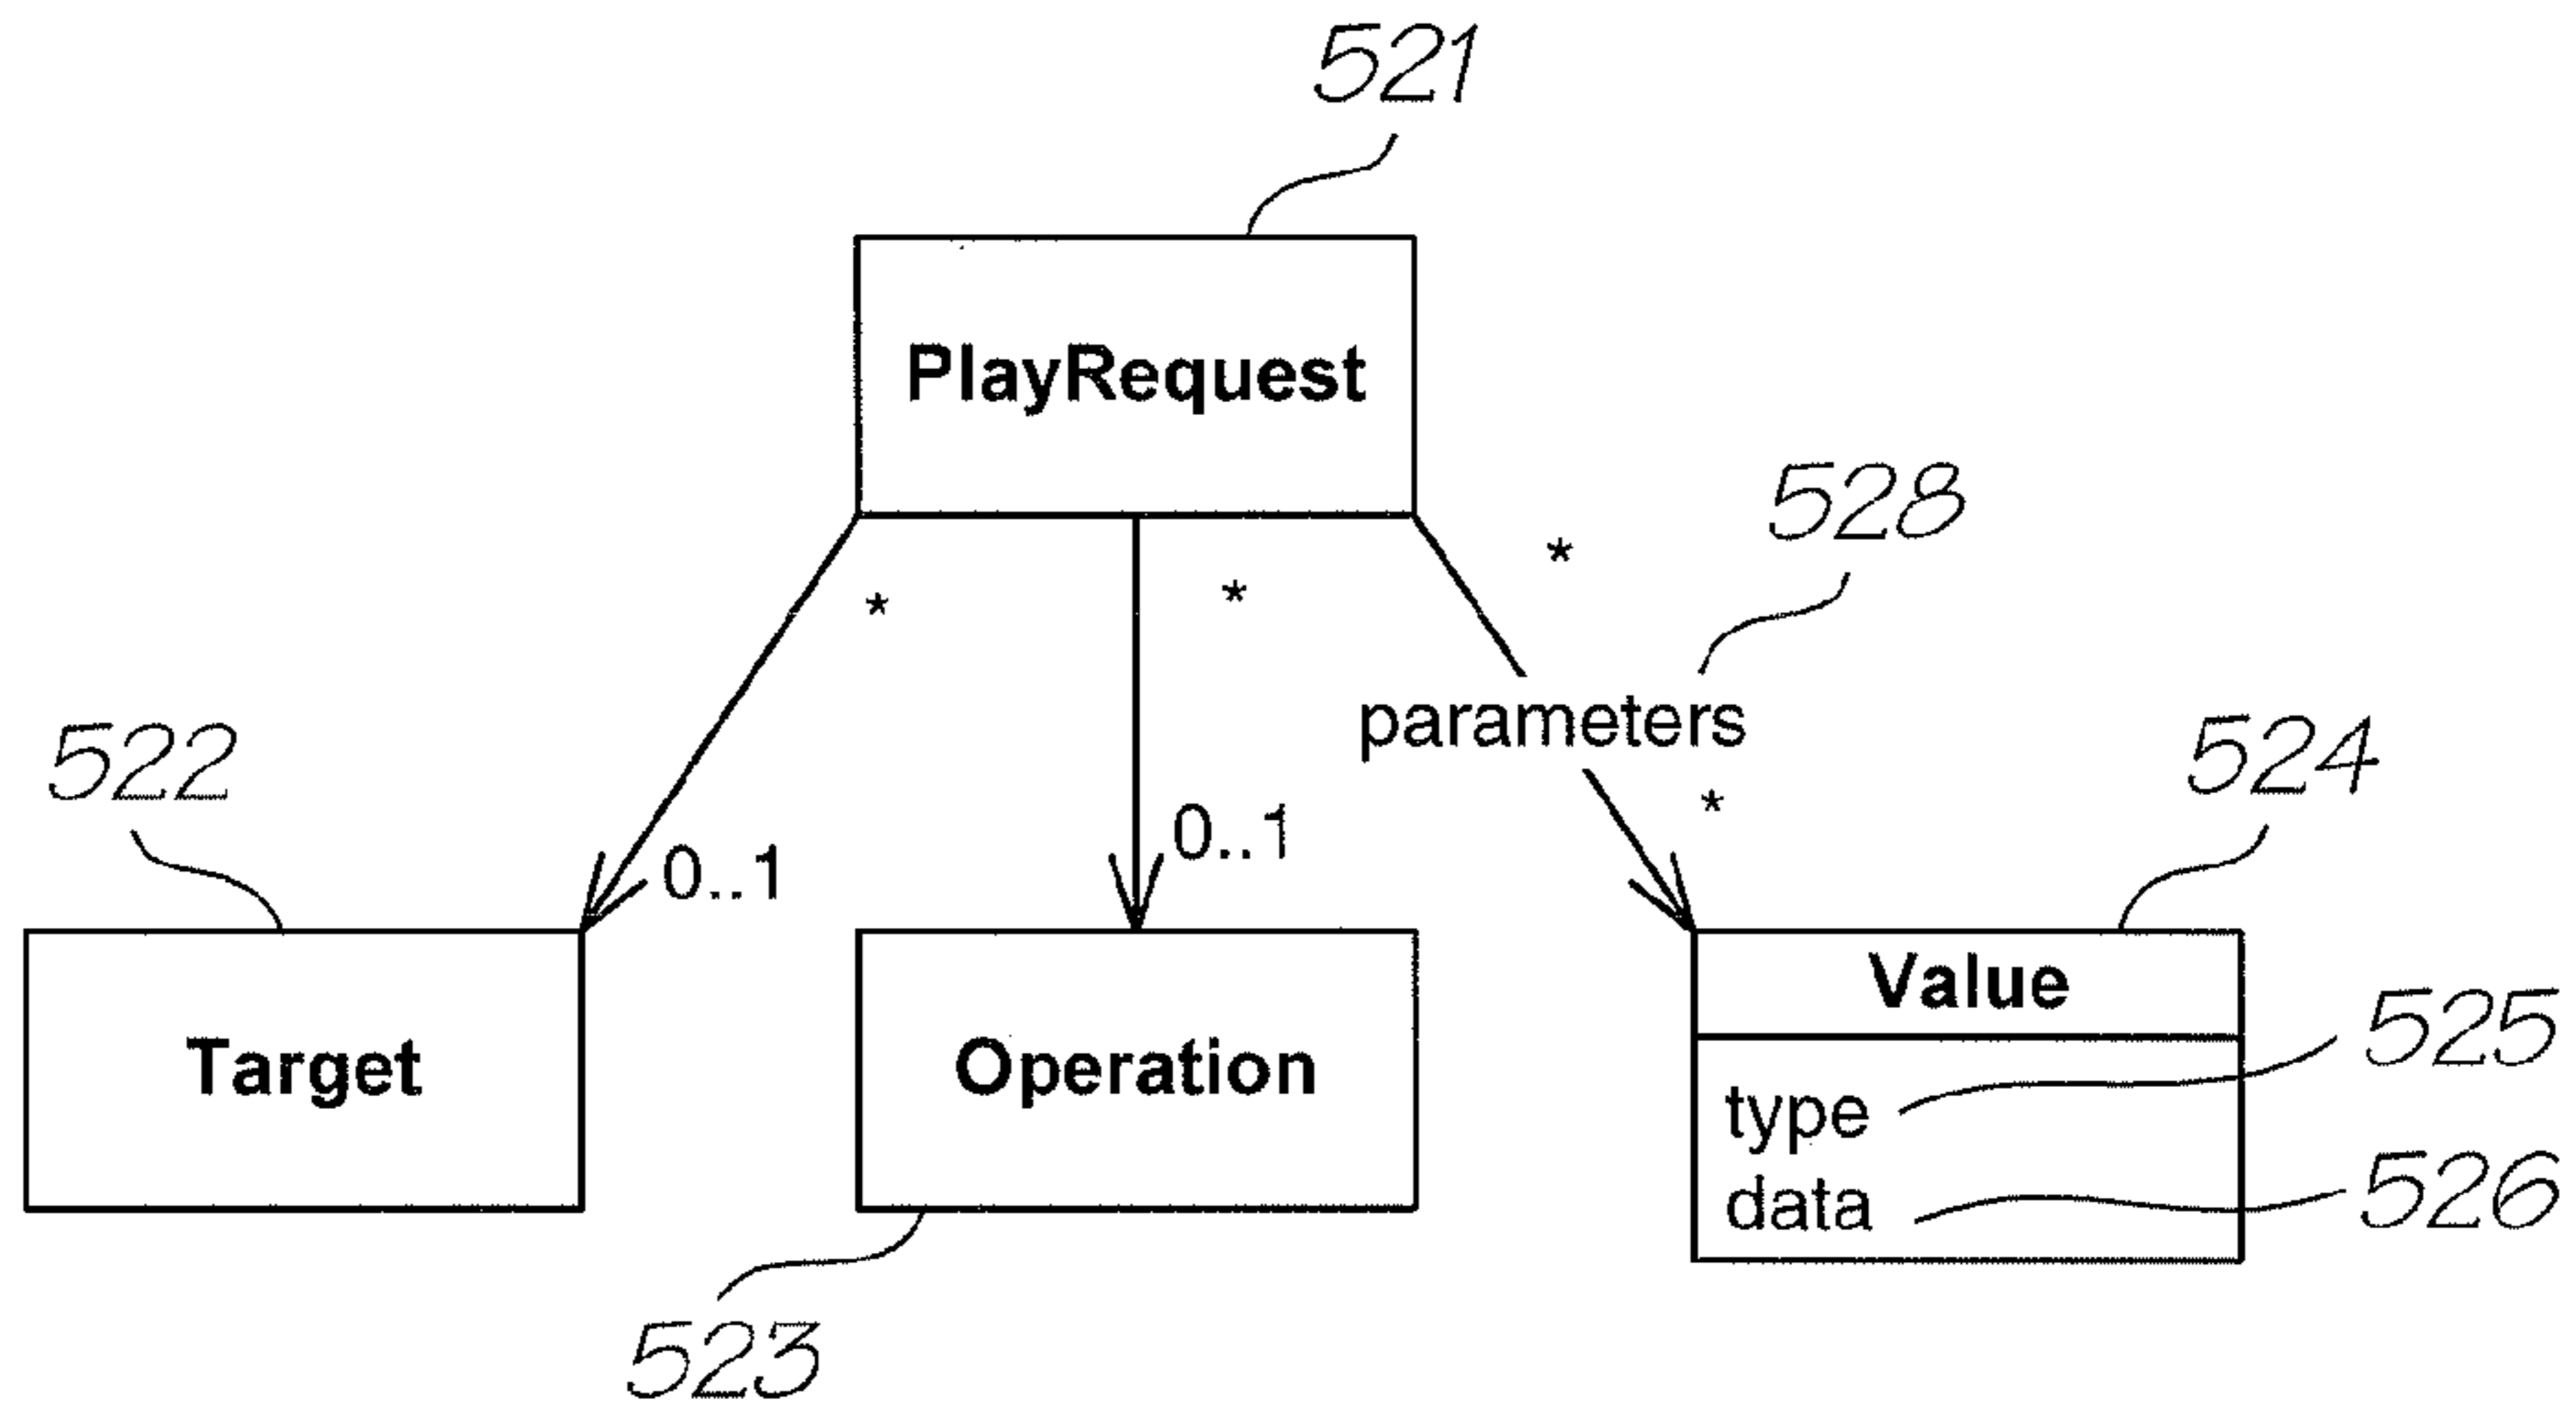 521
PlayRequest
528
*
*
*
parameters
522
524
*
0..1
0..1
Value
525
Target
Operation
type
data
526
523